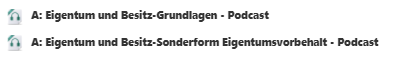 A: Eigentum und Besitz-Grundlagen - Podcast
A: Eigentum und Besitz-Sonderform Eigentumsvorbehalt - Podcast